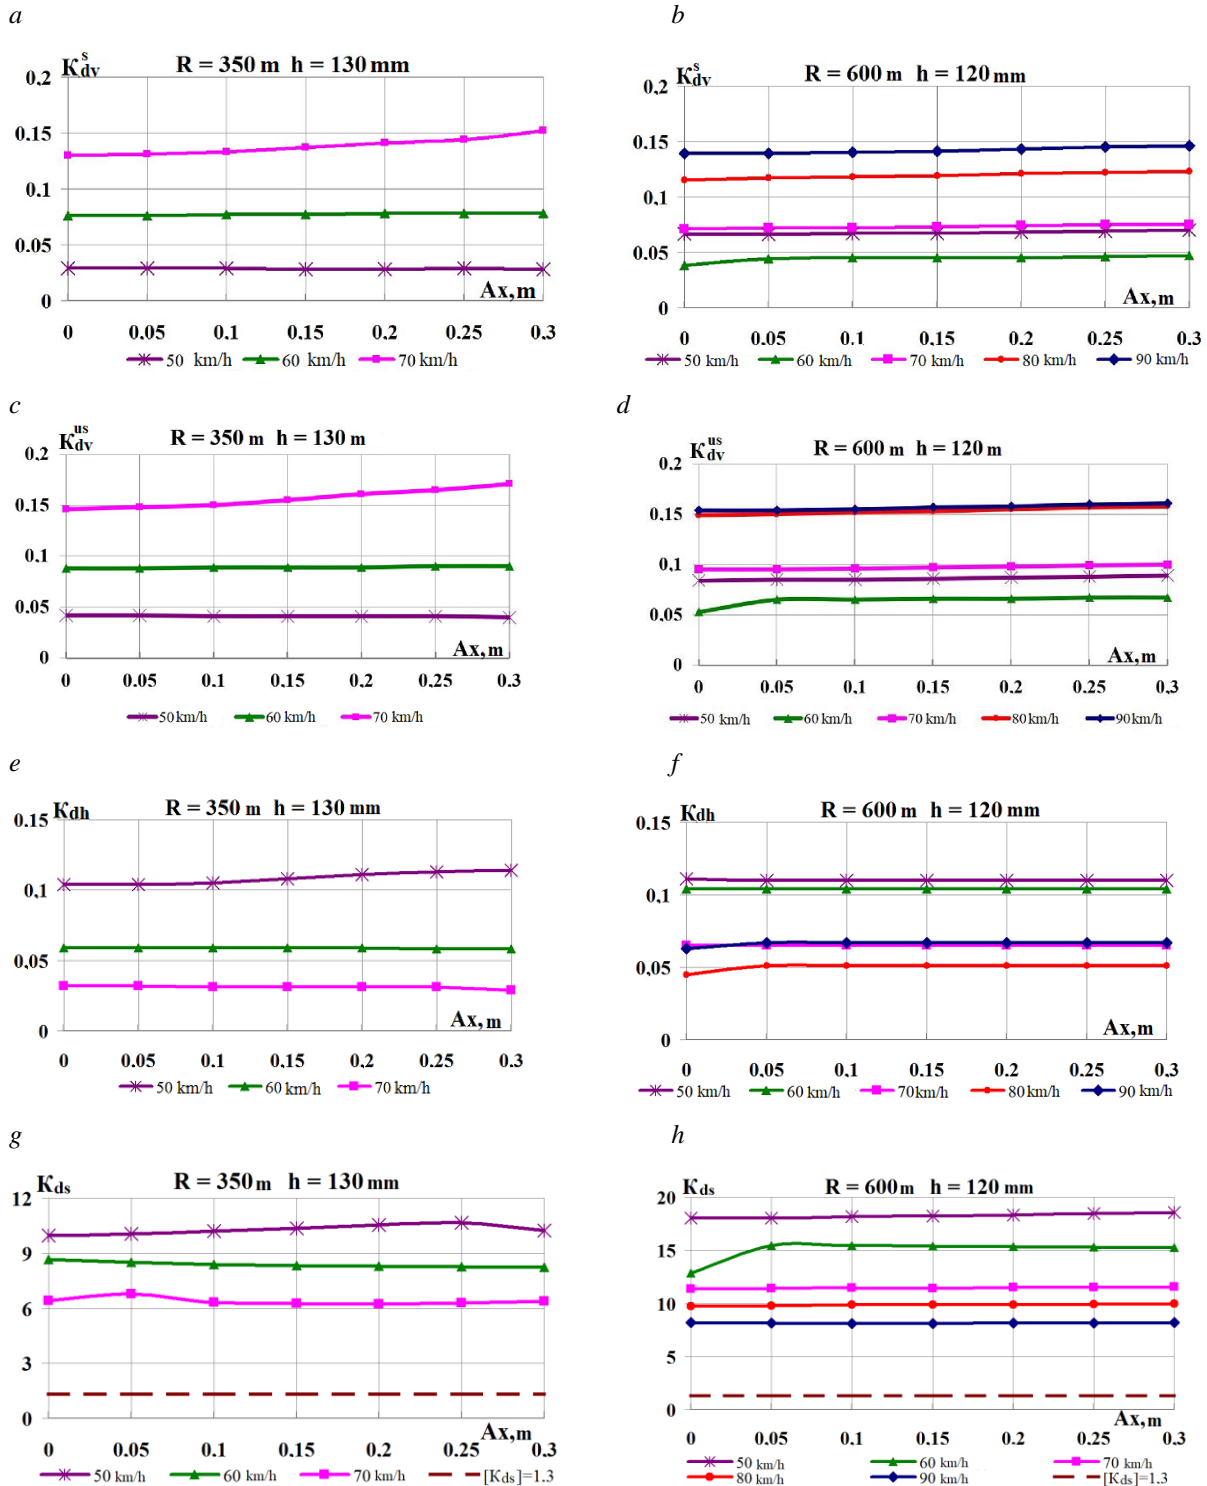 a
K^s_dv R = 350 m h = 130 mm
0,2
0.15
0.1
0.05
0
Ax,m
0 0.05 0.1 0.15 0.2 0.25 0.3
50 km/h 60 km/h 70 km/h
b
K^s_dv R = 600 m h = 120 mm
0,2
0.15
0.1
0.05
0
Ax,m
0 0.05 0.1 0.15 0.2 0.25 0.3
50 km/h 60 km/h 70 km/h 80 km/h 90 km/h
c
K^us_dv R = 350 m h = 130 m
0.2
0.15
0.1
0.05
0
Ax,m
0 0.05 0.1 0.15 0.2 0.25 0.3
50 km/h 60 km/h 70 km/h
d
K^us_dv R = 600 m h = 120 m
0.2
0.15
0.1
0.05
0
Ax,m
0 0.05 0.1 0.15 0.2 0.25 0.3
50 km/h 60 km/h 70 km/h 80 km/h 90km/h
e
Kdh R = 350 m h = 130 mm
0.15
0.1
0.05
0
Ax,m
0 0.05 0.1 0.15 0.2 0.25 0.3
50 km/h 60 km/h 70 km/h
f
Kdh R = 600 m h = 120 mm
0.15
0.1
0.05
0
Ax,m
0 0.05 0.1 0.15 0.2 0.25 0.3
50 km/h 60 km/h 70km/h 80 km/h 90 km/h
g
Kds R = 350 m h = 130 mm
12
9
6
3
0
Ax,m
0 0.05 0.1 0.15 0.2 0.25 0.3
50 km/h 60 km/h 70 km/h [Kds]=1.3
h
Kds R = 600 m h = 120 mm
20
15
10
5
0
Ax,m
0 0.05 0.1 0.15 0.2 0.25 0.3
50 km/h 60 km/h 70 km/h
80 km/h 90 km/h [Kds]=1.3